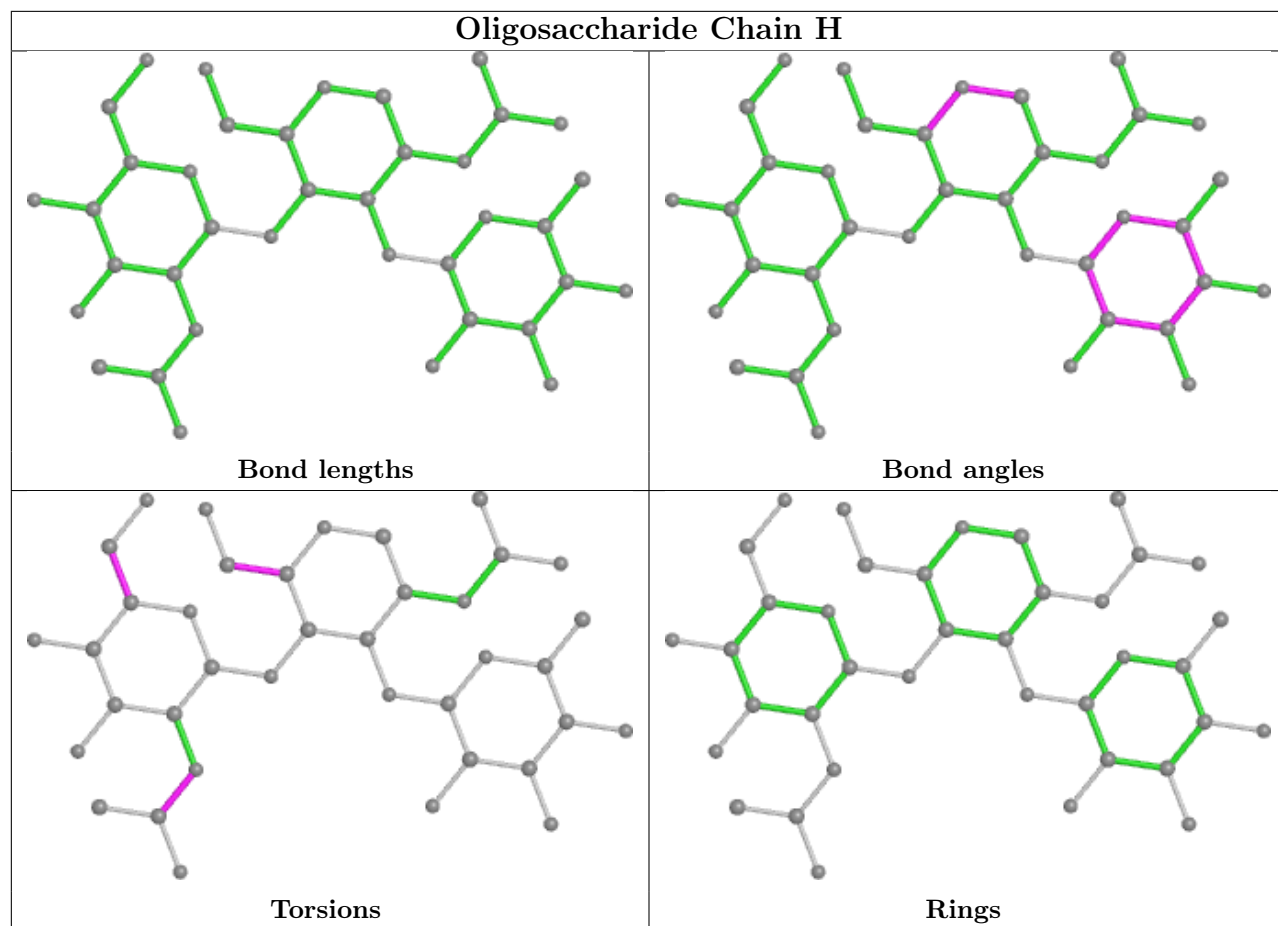 Oligosaccharide Chain H
Bond lengths
Bond angles
Torsions
Rings